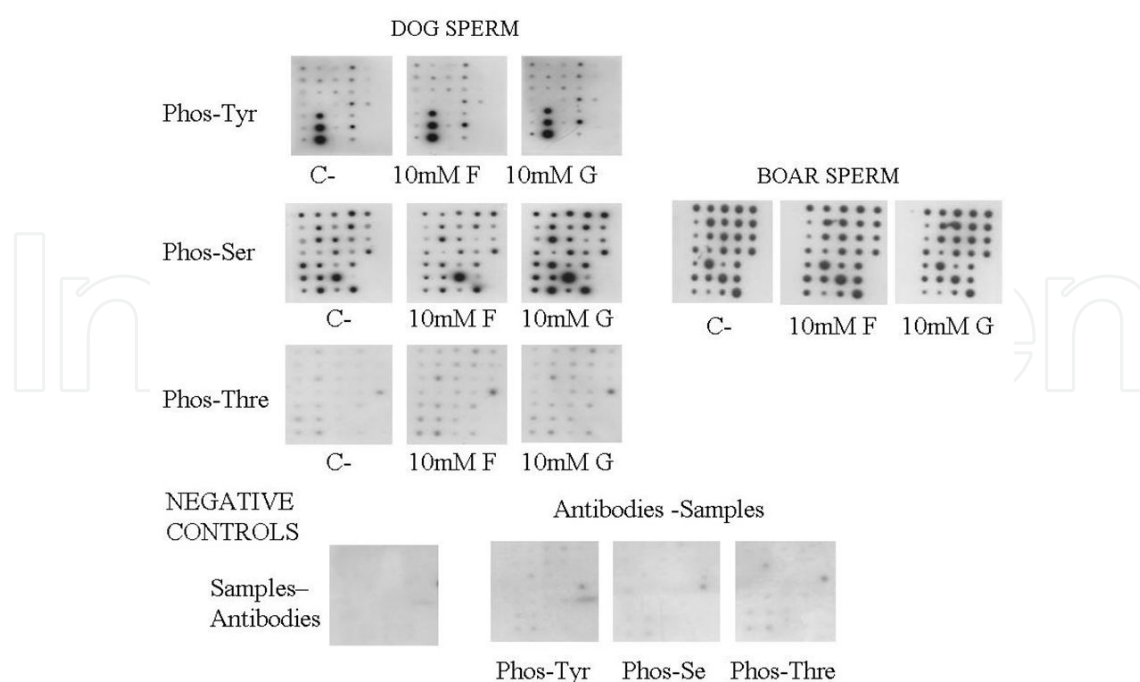 DOG SPERM
Phos-Tyr
C- 10mM F 10mM G
BOAR SPERM
Phos-Ser
C- 10mM F 10mM G
C- 10mM F 10mM G
Phos-Thre
C- 10mM F 10mM G
NEGATIVE
CONTROLS
Antibodies -Samples
Samples–
Antibodies
Phos-Tyr Phos-Se Phos-Thre